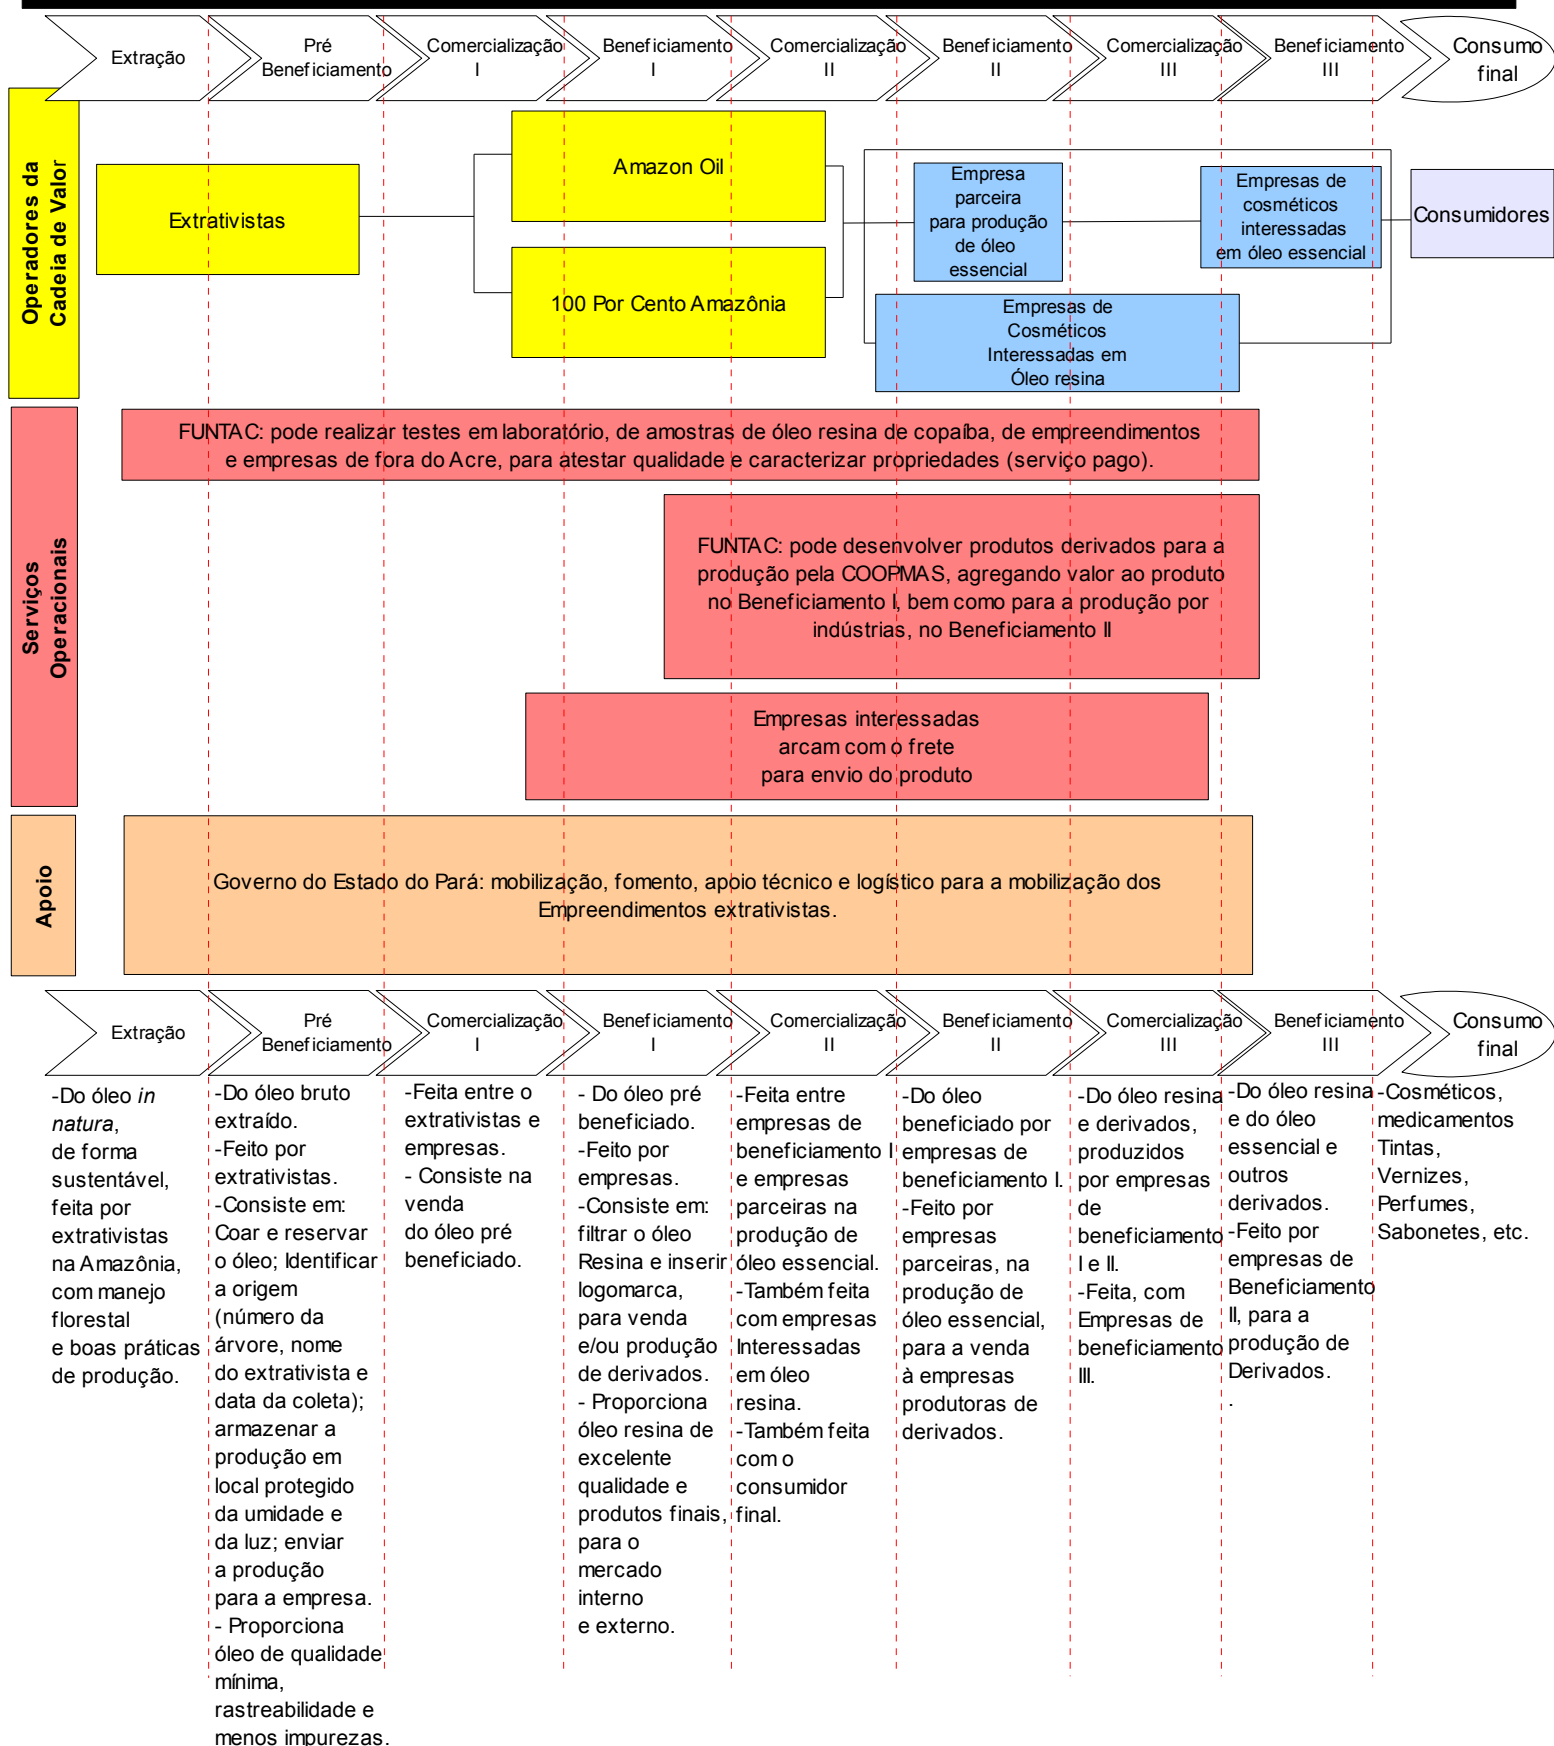 Extração
Pré
Beneficiamento
Comercialização
I
Beneficiamento
I
Comercialização
II
Beneficiamento
II
Comercialização
III
Beneficiamento
III
Consumo
final
Operadores da
Cadeia de Valor
Extrativistas
Amazon Oil
100 Por Cento Amazônia
Empresa
parceira
para produção
de óleo
essencial
Empresas de
cosméticos
interessadas
em óleo essencial
Consumidores
Empresas de
Cosméticos
Interessadas em
Óleo resina
Serviços
Operacionais
FUNTAC: pode realizar testes em laboratório, de amostras de óleo resina de copaíba, de empreendimentos
e empresas de fora do Acre, para atestar qualidade e caracterizar propriedades (serviço pago).
FUNTAC: pode desenvolver produtos derivados para a
produção pela COOPMAS, agregando valor ao produto
no Beneficiamento I, bem como para a produção por
indústrias, no Beneficiamento II
Empresas interessadas
arcam com o frete
para envio do produto
Apoio
Governo do Estado do Pará: mobilização, fomento, apoio técnico e logístico para a mobilização dos
Empreendimentos extrativistas.
Extração
Pré
Beneficiamento
Comercialização
I
Beneficiamento
I
Comercialização
II
Beneficiamento
II
Comercialização
III
Beneficiamento
III
Consumo
final
-Do óleo in
natura,
de forma
sustentável,
feita por
extrativistas
na Amazônia,
com manejo
florestal
e boas práticas
de produção.
-Do óleo bruto
extraído.
-Feito por
extrativistas.
-Consiste em:
Coar e reservar
o óleo; Identificar
a origem
(número da
árvore, nome
do extrativista e
data da coleta);
armazenar a
produção em
local protegido
da umidade e
da luz; enviar
a produção
para a empresa.
- Proporciona
óleo de qualidade
mínima,
rastreabilidade e
menos impurezas.
-Feita entre o
extrativistas e
empresas.
- Consiste na
venda
do óleo pré
beneficiado.
- Do óleo pré
beneficiado.
-Feito por
empresas.
-Consiste em:
filtrar o óleo
Resina e inserir
logomarca,
para venda
e/ou produção
de derivados.
- Proporciona
óleo resina de
excelente
qualidade e
produtos finais,
para o
mercado
interno
e externo.
-Feita entre
empresas de
beneficiamento I
e empresas
parceiras na
produção de
óleo essencial.
-Também feita
com empresas
Interessadas
em óleo
resina.
-Também feita
com o
consumidor
final.
-Do óleo
beneficiado por
empresas de
beneficiamento I.
-Feito por
empresas
parceiras, na
produção de
óleo essencial,
para a venda
à empresas
produtoras de
derivados.
-Do óleo resina
e derivados,
produzidos
por empresas
de
beneficiamento
I e II.
-Feita, com
Empresas de
beneficiamento
III.
-Do óleo resina
e do óleo
essencial e
outros
derivados.
-Feito por
empresas de
Beneficiamento
II, para a
produção de
Derivados.
.
-Cosméticos,
medicamentos
Tintas,
Vernizes,
Perfumes,
Sabonetes, etc.